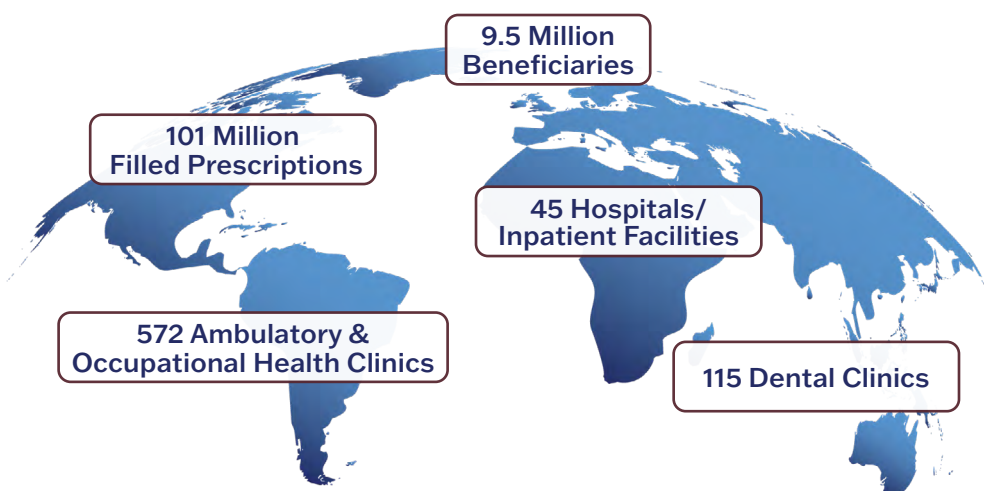 9.5 Million
Beneficiaries
101 Million
Filled Prescriptions
45 Hospitals/
Inpatient Facilities
572 Ambulatory &
Occupational Health Clinics
115 Dental Clinics